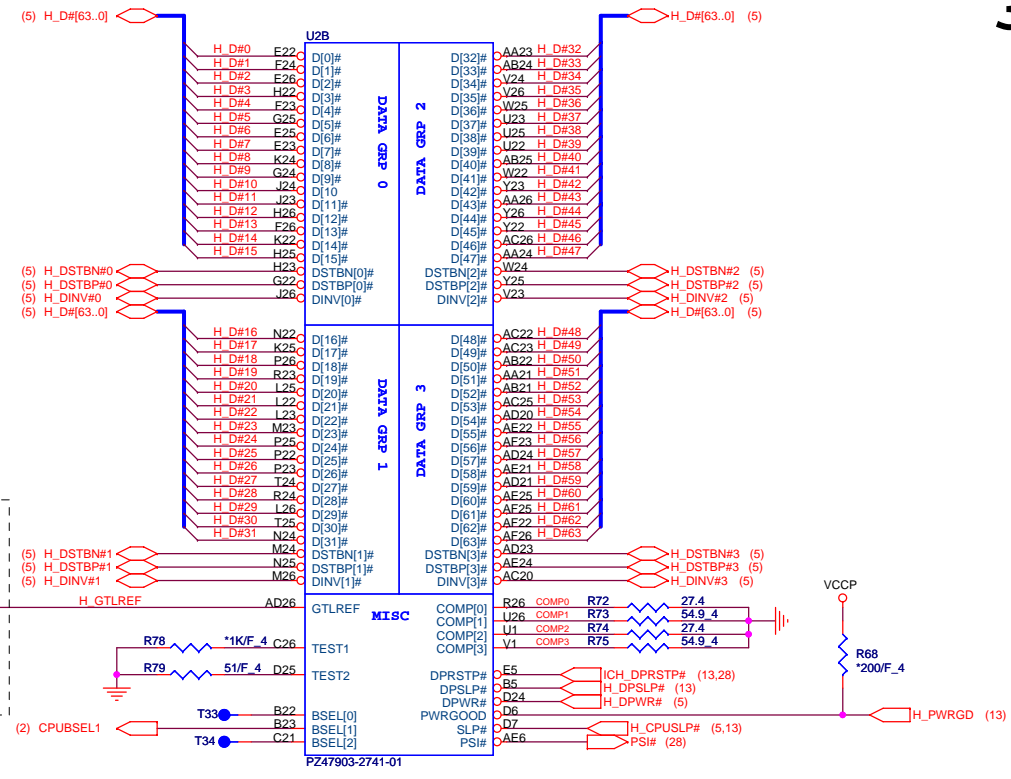 (5) H_D#[63..0] H_D#[63..0] (5)
U2B
H_D#0 E22 D[0]# D[32]# AA23 H_D#32
H_D#1 F24 D[1]# D[33]# AB24 H_D#33
H_D#2 E26 D[2]# D[34]# V24 H_D#34
H_D#3 H22 D[3]# D[35]# V26 H_D#35
H_D#4 F23 D[4]# D[36]# W25 H_D#36
H_D#5 G25 D[5]# D[37]# U23 H_D#37
H_D#6 E25 D[6]# D[38]# U25 H_D#38
H_D#7 E23 D[7]# D[39]# U22 H_D#39
H_D#8 K24 D[8]# D[40]# AB25 H_D#40
H_D#9 G24 D[9]# D[41]# W22 H_D#41
H_D#10 J24 D[10 D[42]# Y23 H_D#42
H_D#11 J23 D[11]# D[43]# AA26 H_D#43
H_D#12 H26 D[12]# D[44]# Y26 H_D#44
H_D#13 F26 D[13]# D[45]# Y22 H_D#45
H_D#14 K22 D[14]# D[46]# AC26 H_D#46
H_D#15 H25 D[15]# D[47]# AA24 H_D#47
DATA GRP 0
DATA GRP 2
(5) H_DSTBN#0 H23 DSTBN[0]# DSTBN[2]# W24 H_DSTBN#2 (5)
(5) H_DSTBP#0 G22 DSTBP[0]# DSTBP[2]# Y25 H_DSTBP#2 (5)
(5) H_DINV#0 J26 DINV[0]# DINV[2]# V23 H_DINV#2 (5)
(5) H_D#[63..0] H_D#[63..0] (5)
H_D#16 N22 D[16]# D[48]# AC22 H_D#48
H_D#17 K25 D[17]# D[49]# AC23 H_D#49
H_D#18 P26 D[18]# D[50]# AB22 H_D#50
H_D#19 R23 D[19]# D[51]# AA21 H_D#51
H_D#20 L25 D[20]# D[52]# AB21 H_D#52
H_D#21 L22 D[21]# D[53]# AC25 H_D#53
H_D#22 L23 D[22]# D[54]# AD20 H_D#54
H_D#23 M23 D[23]# D[55]# AE22 H_D#55
H_D#24 P25 D[24]# D[56]# AF23 H_D#56
H_D#25 P22 D[25]# D[57]# AD24 H_D#57
H_D#26 P23 D[26]# D[58]# AE21 H_D#58
H_D#27 T24 D[27]# D[59]# AD21 H_D#59
H_D#28 R24 D[28]# D[60]# AE25 H_D#60
H_D#29 L26 D[29]# D[61]# AF25 H_D#61
H_D#30 T25 D[30]# D[62]# AF22 H_D#62
H_D#31 N24 D[31]# D[63]# AF26 H_D#63
DATA GRP 1
DATA GRP 3
(5) H_DSTBN#1 M24 DSTBN[1]# DSTBN[3]# AD23 H_DSTBN#3 (5)
(5) H_DSTBP#1 N25 DSTBP[1]# DSTBP[3]# AE24 H_DSTBP#3 (5)
(5) H_DINV#1 M26 DINV[1]# DINV[3]# AC20 H_DINV#3 (5)
VCCP
H_GTLREF AD26 GTLREF COMP[0] R26 COMP0 R72 27.4
MISC
COMP[1] U26 COMP1 R73 54.9_4
COMP[2] U1 COMP2 R74 27.4
R78 *1K/F_4 C26 TEST1 COMP[3] V1 COMP3 R75 54.9_4
R68
*200/F_4
R79 51/F_4 D25 TEST2 DPRSTP# E5 ICH_DPRSTP# (13,28)
DPSLP# B5 H_DPSLP# (13)
DPWR# D24 H_DPWR# (5)
T33 B22 BSEL[0] PWRGOOD D6 H_PWRGD (13)
(2) CPUBSEL1 B23 BSEL[1] SLP# D7 H_CPUSLP# (5,13)
T34 C21 BSEL[2] PSI# AE6 PSI# (28)
PZ47903-2741-01